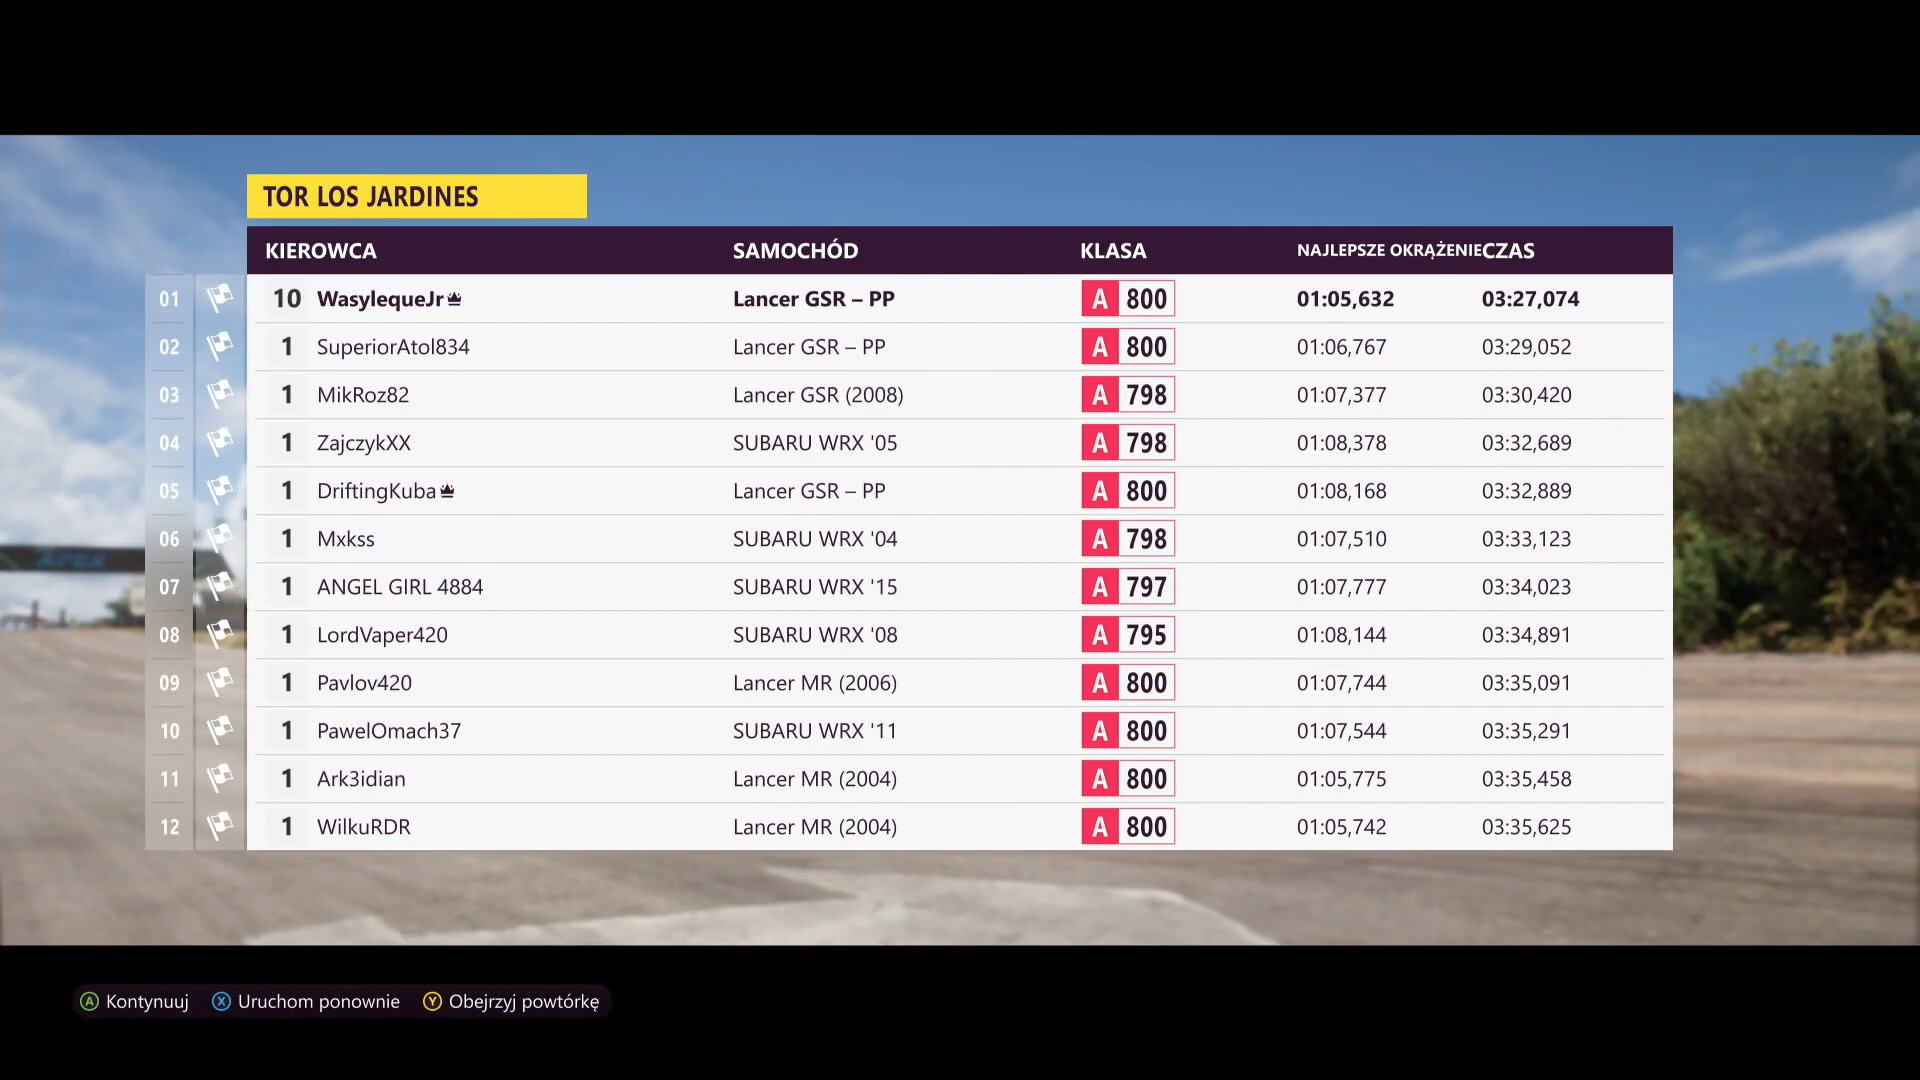 TOR LOS JARDINES
KIEROWCA SAMOCHÓD KLASA NAJLEPSZE OKRĄŻENIE CZAS
01 10 WasylequeJr Lancer GSR – PP A 800 01:05,632 03:27,074
02 1 SuperiorAtol834 Lancer GSR – PP A 800 01:06,767 03:29,052
03 1 MikRoz82 Lancer GSR (2008) A 798 01:07,377 03:30,420
04 1 ZajczykXX SUBARU WRX '05 A 798 01:08,378 03:32,689
05 1 DriftingKuba Lancer GSR – PP A 800 01:08,168 03:32,889
06 1 Mxkss SUBARU WRX '04 A 798 01:07,510 03:33,123
07 1 ANGEL GIRL 4884 SUBARU WRX '15 A 797 01:07,777 03:34,023
08 1 LordVaper420 SUBARU WRX '08 A 795 01:08,144 03:34,891
09 1 Pavlov420 Lancer MR (2006) A 800 01:07,744 03:35,091
10 1 PawelOmach37 SUBARU WRX '11 A 800 01:07,544 03:35,291
11 1 Ark3idian Lancer MR (2004) A 800 01:05,775 03:35,458
12 1 WilkuRDR Lancer MR (2004) A 800 01:05,742 03:35,625
A Kontynuuj X Uruchom ponownie Y Obejrzyj powtórkę